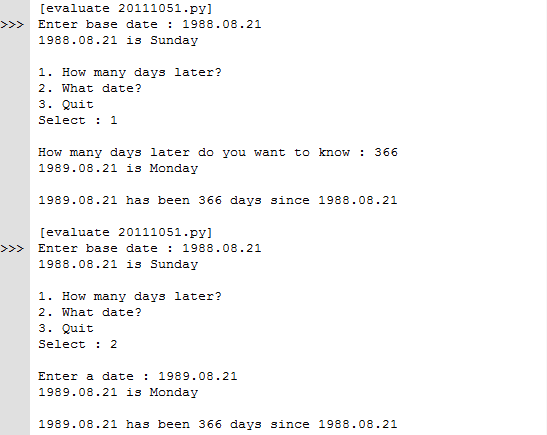 [evaluate 20111051.py]
>>> Enter base date : 1988.08.21
1988.08.21 is Sunday
1. How many days later?
2. What date?
3. Quit
Select : 1
How many days later do you want to know : 366
1989.08.21 is Monday
1989.08.21 has been 366 days since 1988.08.21
[evaluate 20111051.py]
>>> Enter base date : 1988.08.21
1988.08.21 is Sunday
1. How many days later?
2. What date?
3. Quit
Select : 2
Enter a date : 1989.08.21
1989.08.21 is Monday
1989.08.21 has been 366 days since 1988.08.21